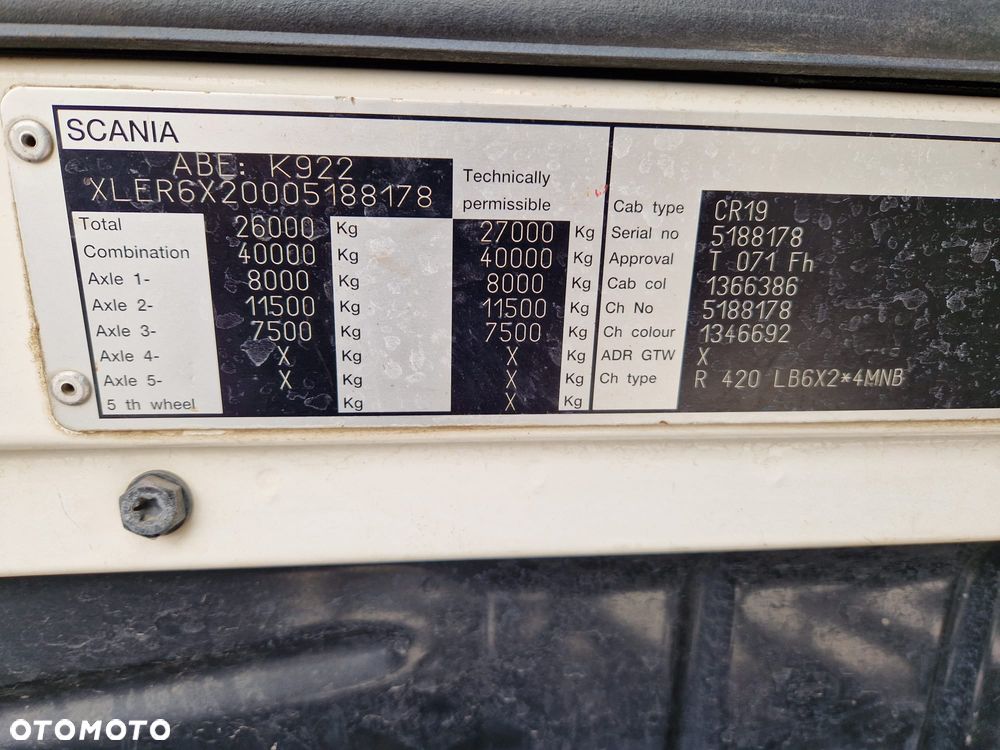 SCANIA
ABE: K922
XLER6X20005188178
Technically
permissible
Total 26000 Kg 27000 Kg
Combination 40000 Kg 40000 Kg
Axle 1- 8000 Kg 8000 Kg
Axle 2- 11500 Kg 11500 Kg
Axle 3- 7500 Kg 7500 Kg
Axle 4- X Kg X Kg
Axle 5- X Kg X Kg
5 th wheel Kg X Kg
Cab type CR19
Serial no 5188178
Approval T 071 Fh
Cab col 1366386
Ch No 5188178
Ch colour 1346692
ADR GTW X
Ch type R 420 LB6X2*4MNB
OTOMOTO